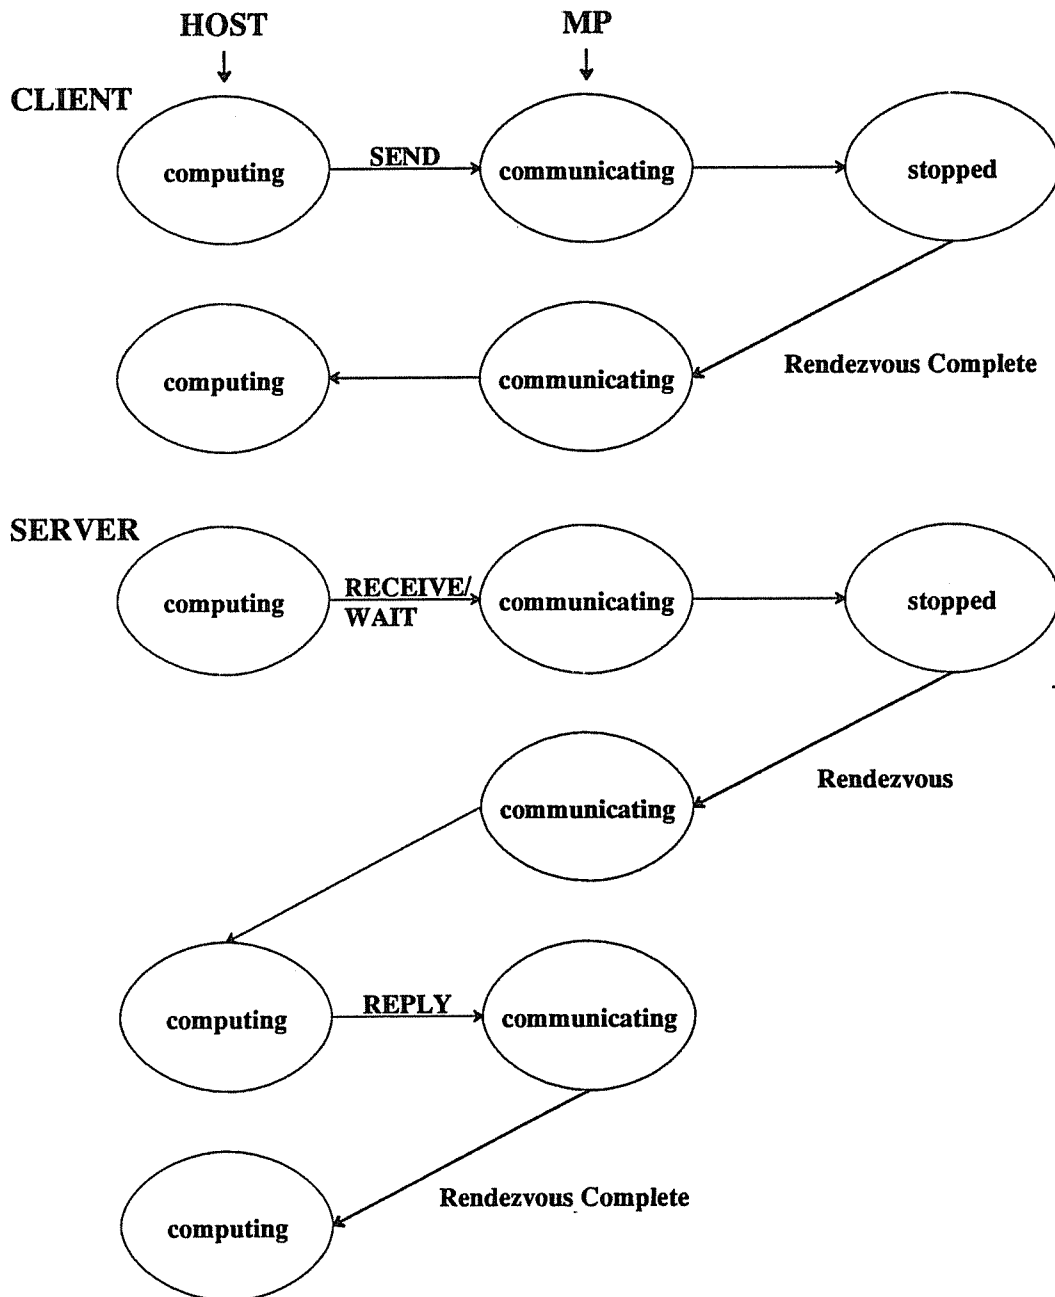 HOST
MP
CLIENT
computing
SEND
communicating
stopped
computing
communicating
Rendezvous Complete
SERVER
computing
RECEIVE/
WAIT
communicating
stopped
communicating
Rendezvous
computing
REPLY
communicating
computing
Rendezvous Complete